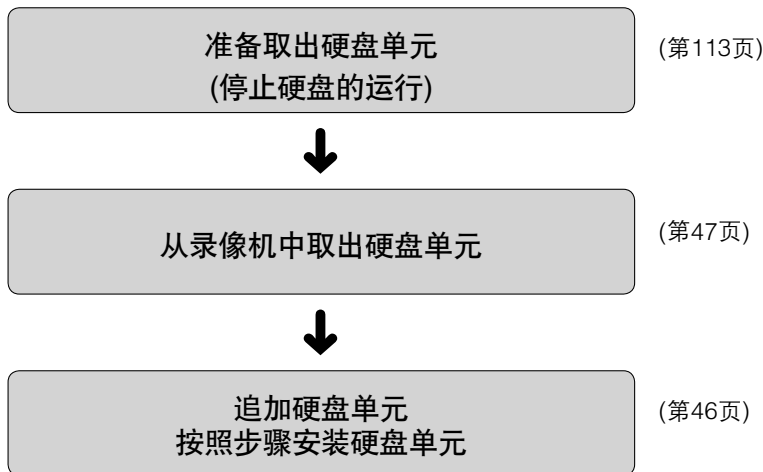 准备取出硬盘单元
(停止硬盘的运行)
(第113页)
从录像机中取出硬盘单元
(第47页)
追加硬盘单元
按照步骤安装硬盘单元
(第46页)